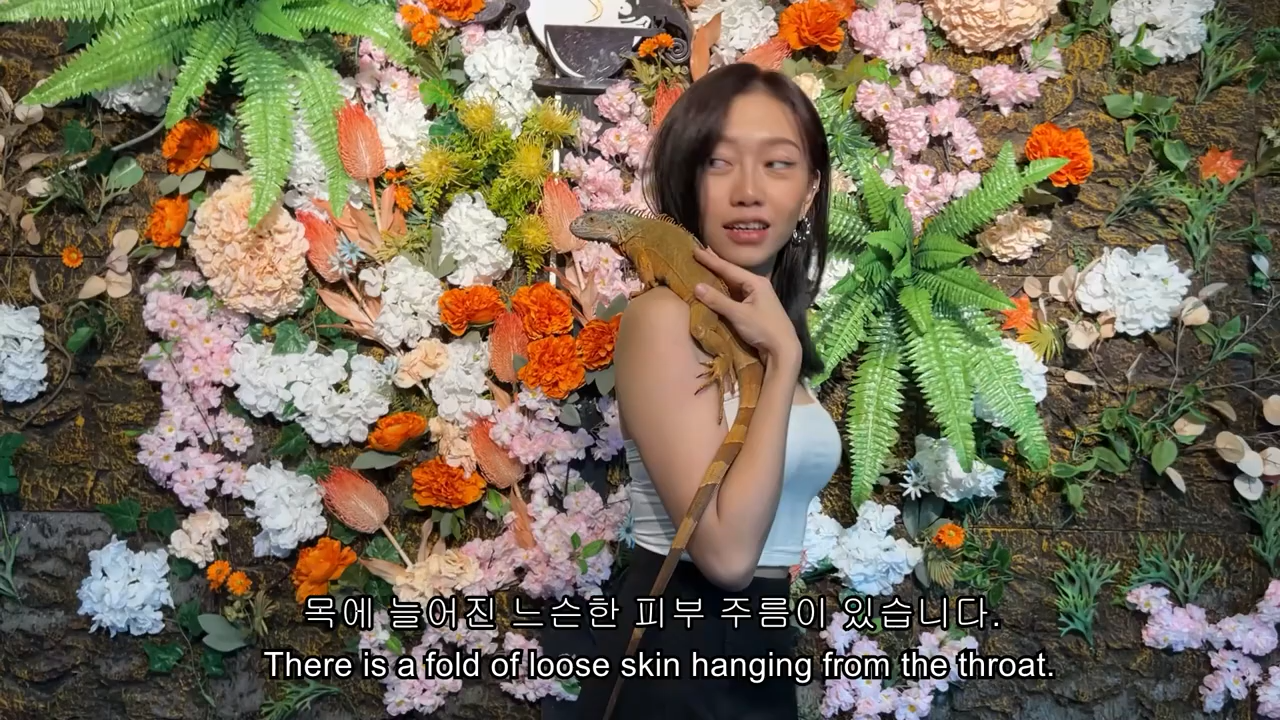 목에 늘어진 느슨한 피부 주름이 있습니다.
There is a fold of loose skin hanging from the throat.